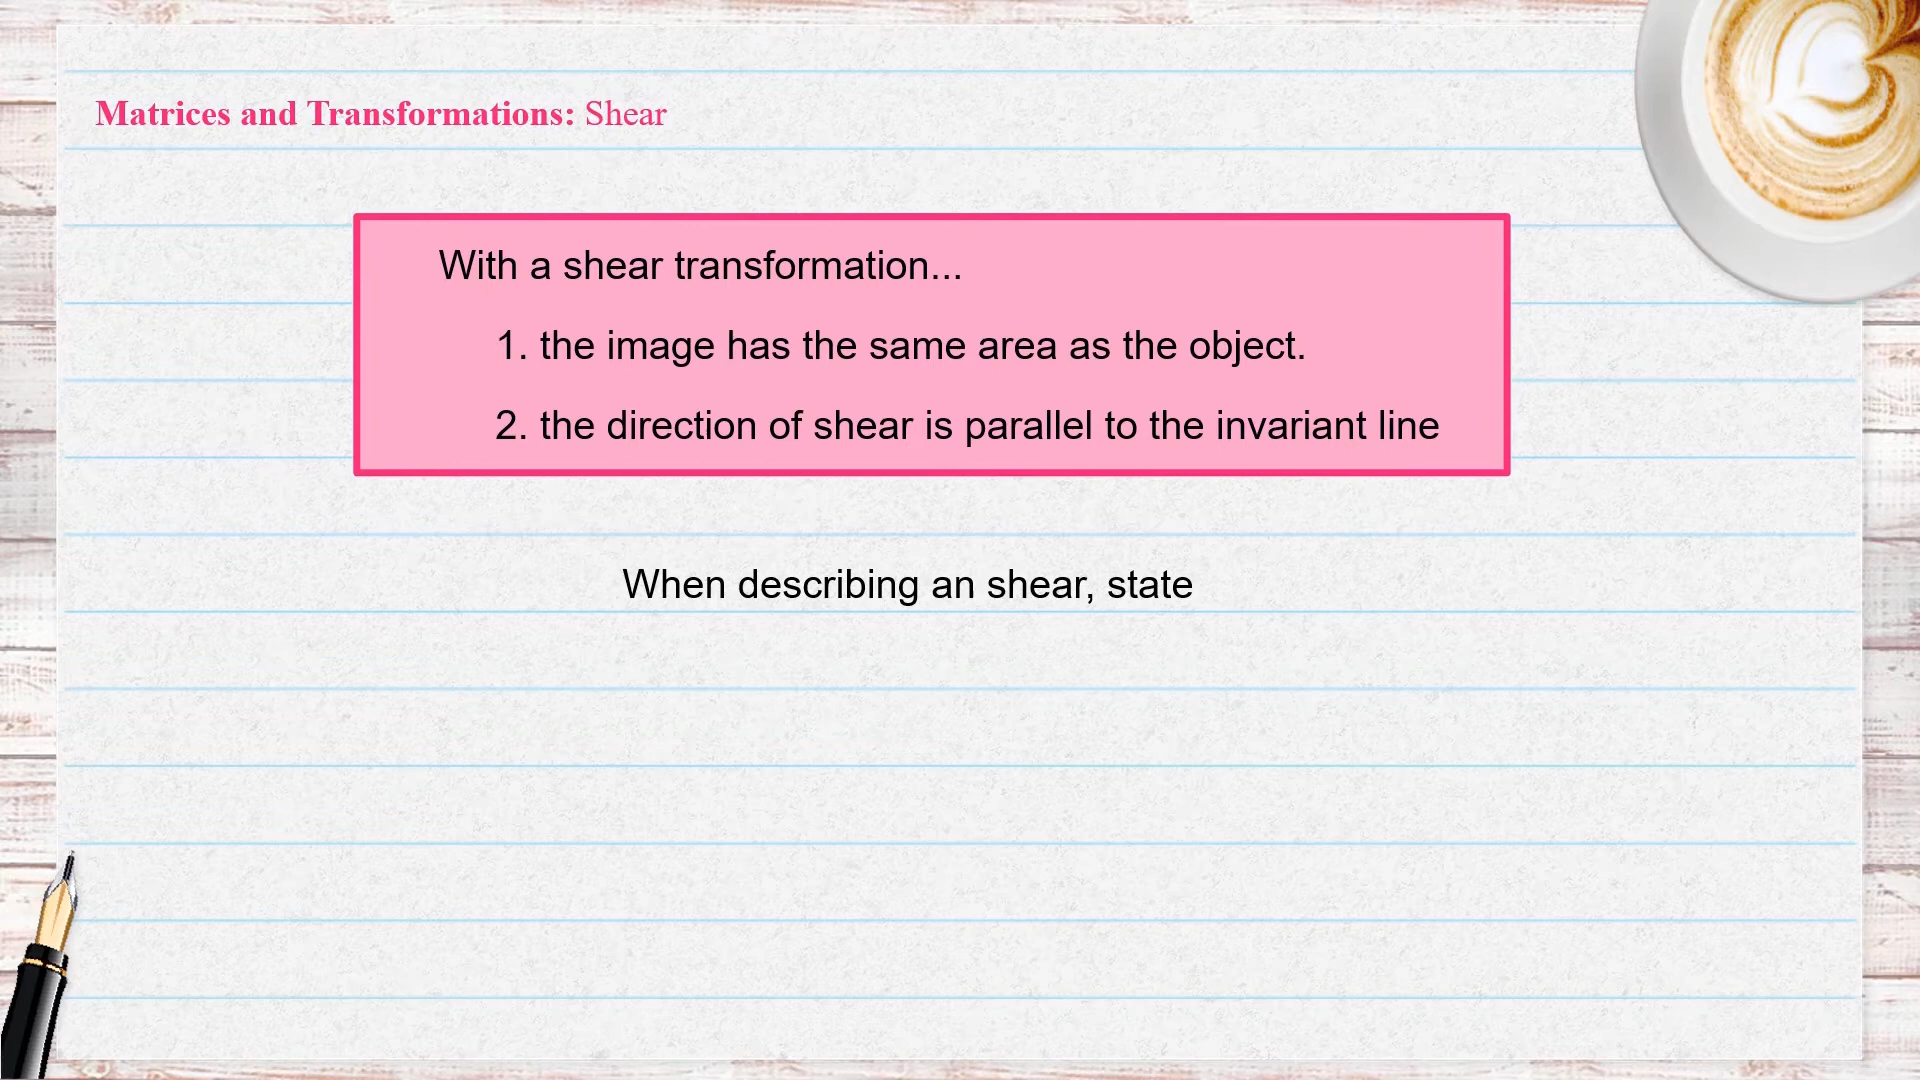 Matrices and Transformations: Shear
With a shear transformation...
1. the image has the same area as the object.
2. the direction of shear is parallel to the invariant line
When describing an shear, state